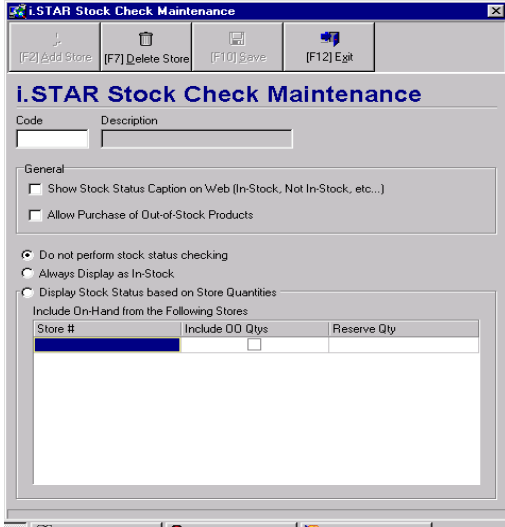 i.STAR Stock Check Maintenance
[F2] Add Store [F7] Delete Store [F10] Save [F12] Exit
i.STAR Stock Check Maintenance
Code Description
General
Show Stock Status Caption on Web (In-Stock, Not In-Stock, etc...)
Allow Purchase of Out-of-Stock Products
Do not perform stock status checking
Always Display as In-Stock
Display Stock Status based on Store Quantities
Include On-Hand from the Following Stores
Store # Include OO Qtys Reserve Qty